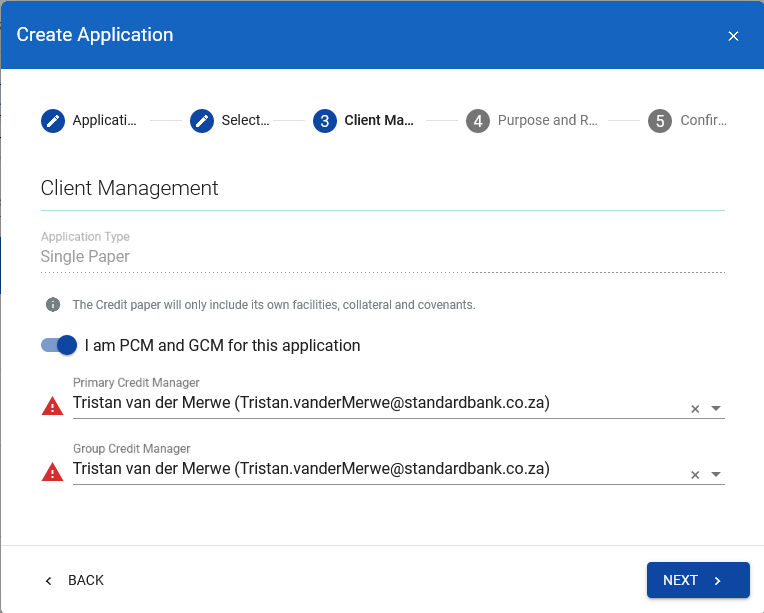 Create Application
Applicati...
Select...
3 Client Ma...
4 Purpose and R...
5 Confir...
Client Management
Application Type
Single Paper
The Credit paper will only include its own facilities, collateral and covenants.
I am PCM and GCM for this application
Primary Credit Manager
Tristan van der Merwe (Tristan.vanderMerwe@standardbank.co.za)
Group Credit Manager
Tristan van der Merwe (Tristan.vanderMerwe@standardbank.co.za)
BACK
NEXT